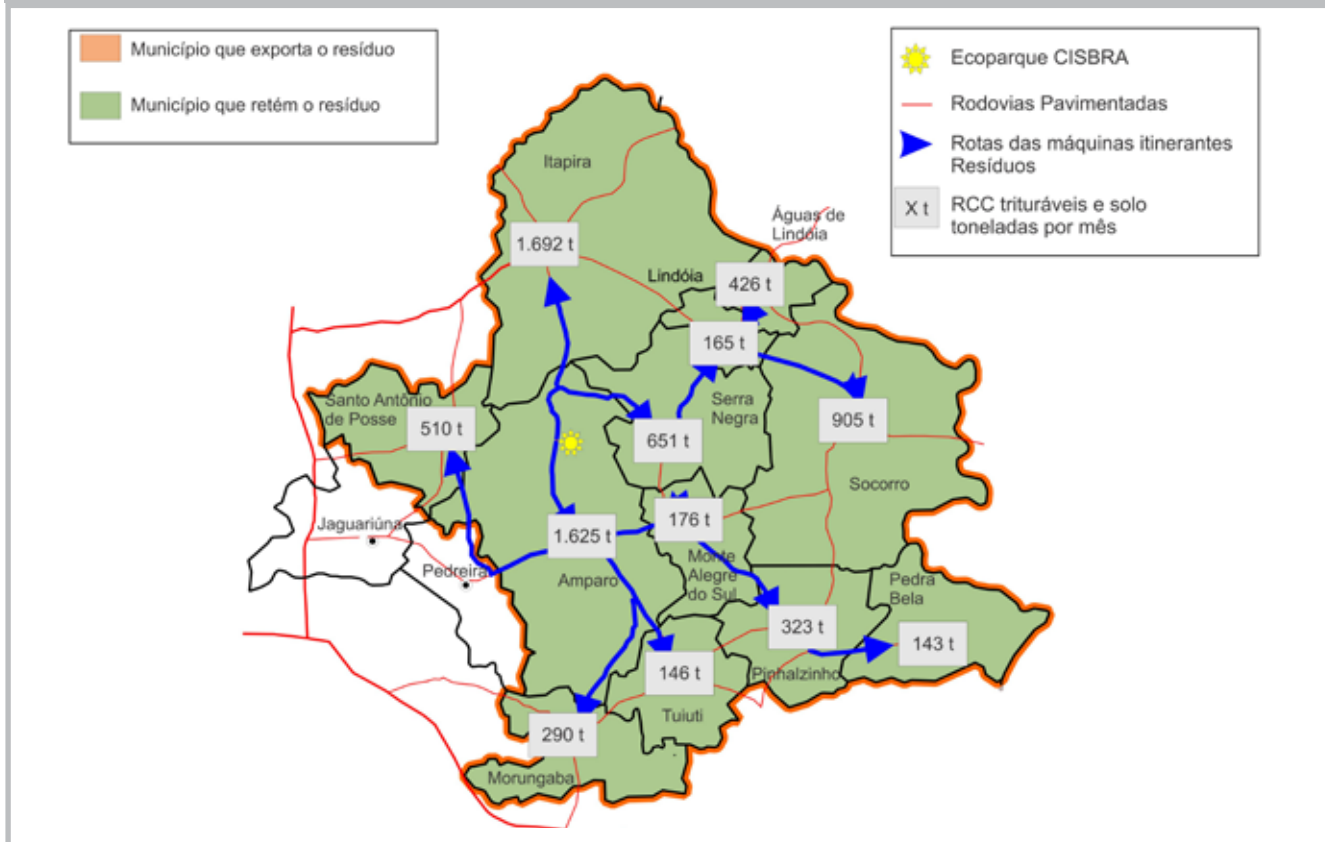 Município que exporta o resíduo
Município que retém o resíduo
Ecoparque CISBRA
Rodovias Pavimentadas
Rotas das máquinas itinerantes
Resíduos
X t
RCC trituráveis e solo
toneladas por mês
Itapira
1.692 t
Águas de
Lindóia
Lindóia
426 t
165 t
Santo Antônio
de Posse
510 t
Serra
Negra
651 t
905 t
Socorro
Jaguariúna
176 t
1.625 t
Pedreira
Amparo
Monte
Alegre
do Sul
Pedra
Bela
323 t
143 t
146 t
Pinhalzinho
Tuiuti
290 t
Morungaba